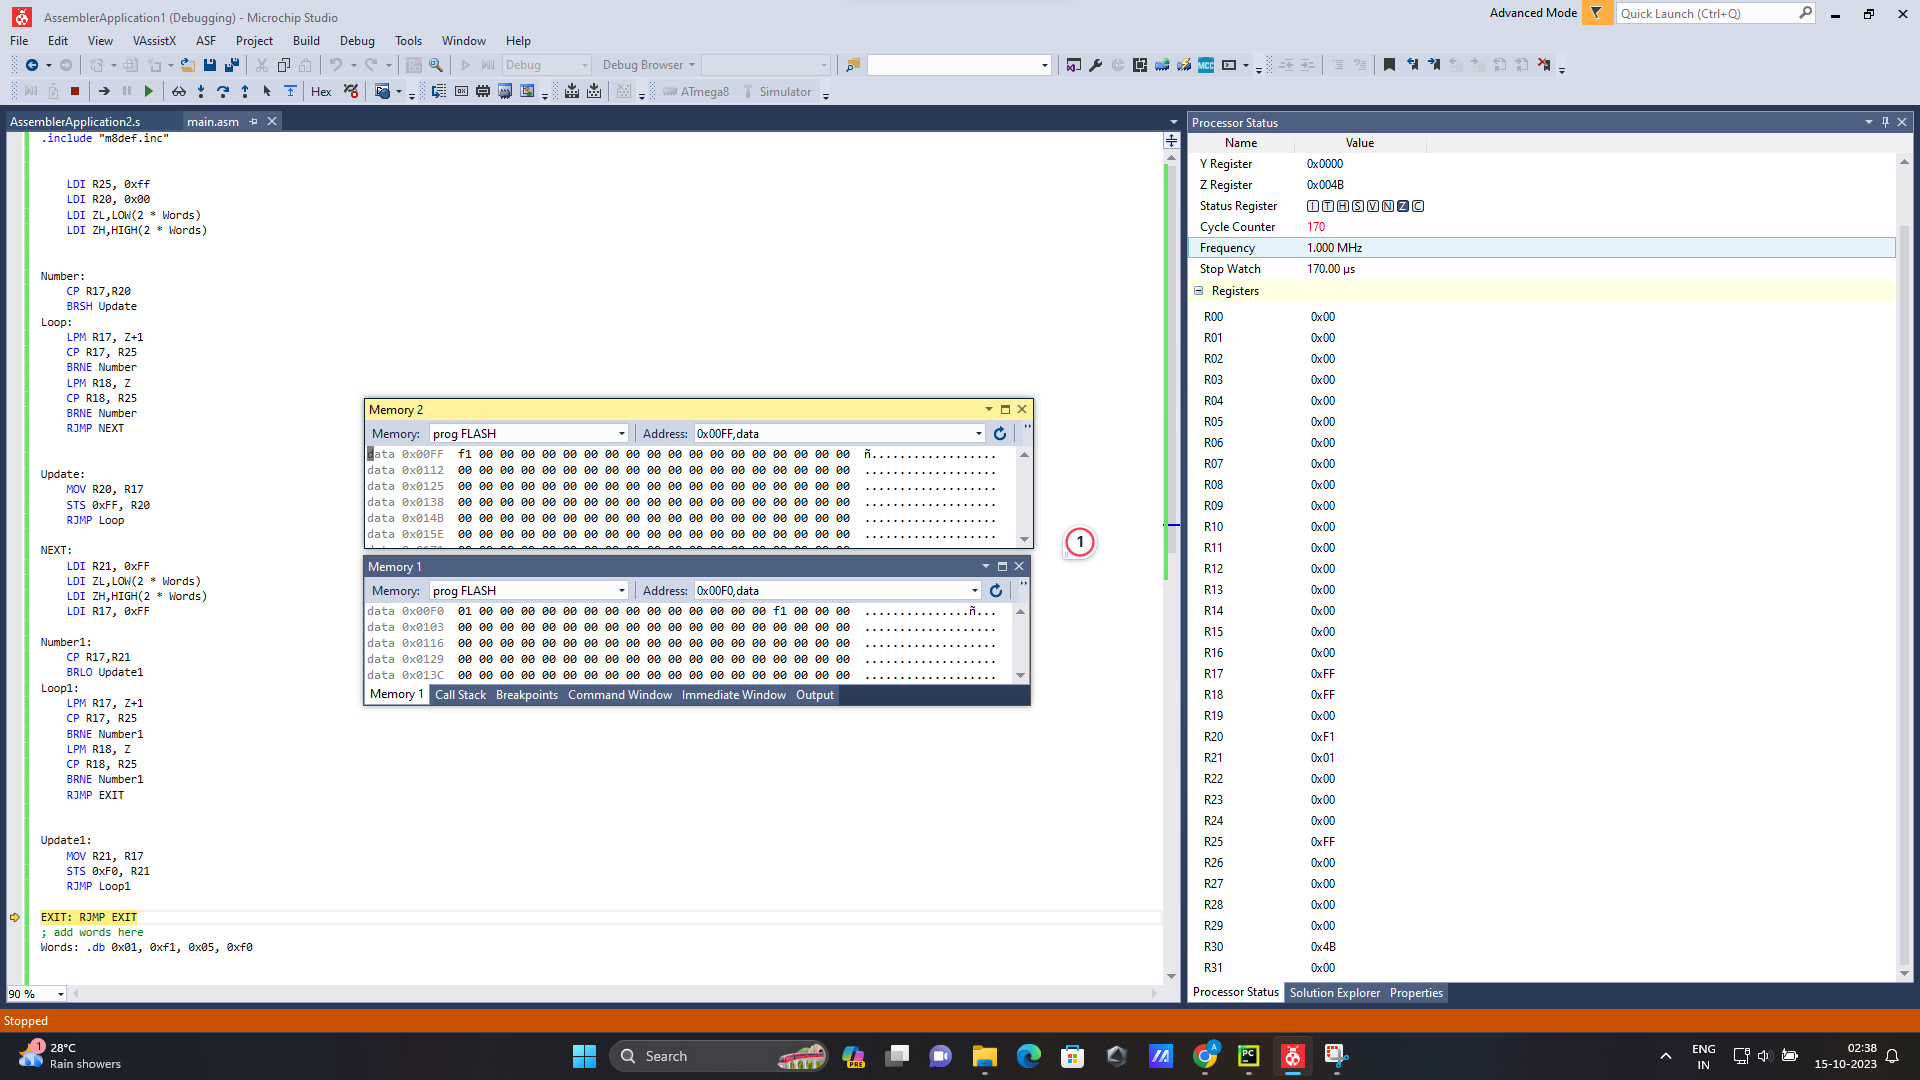 AssemblerApplication1 (Debugging) - Microchip Studio
Advanced Mode
Quick Launch (Ctrl+Q)
File Edit View VAssistX ASF Project Build Debug Tools Window Help
Debug Debug Browser
MCC
Hex ATmega8 Simulator
AssemblerApplication2.s main.asm
.include "m8def.inc"
LDI R25, 0xff
LDI R20, 0x00
LDI ZL,LOW(2 * Words)
LDI ZH,HIGH(2 * Words)
Number:
CP R17,R20
BRSH Update
Loop:
LPM R17, Z+1
CP R17, R25
BRNE Number
LPM R18, Z
CP R18, R25
BRNE Number
RJMP NEXT
Update:
MOV R20, R17
STS 0xFF, R20
RJMP Loop
NEXT:
LDI R21, 0xFF
LDI ZL,LOW(2 * Words)
LDI ZH,HIGH(2 * Words)
LDI R17, 0xFF
Number1:
CP R17,R21
BRLO Update1
Loop1:
LPM R17, Z+1
CP R17, R25
BRNE Number1
LPM R18, Z
CP R18, R25
BRNE Number1
RJMP EXIT
Update1:
MOV R21, R17
STS 0xF0, R21
RJMP Loop1
EXIT: RJMP EXIT
; add words here
Words: .db 0x01, 0xf1, 0x05, 0xf0
90 %
Memory 2
Memory: prog FLASH Address: 0x00FF,data
data 0x00FF f1 00 00 00 00 00 00 00 00 00 00 00 00 00 00 00 00 00 00 ñ..................
data 0x0112 00 00 00 00 00 00 00 00 00 00 00 00 00 00 00 00 00 00 00 ...................
data 0x0125 00 00 00 00 00 00 00 00 00 00 00 00 00 00 00 00 00 00 00 ...................
data 0x0138 00 00 00 00 00 00 00 00 00 00 00 00 00 00 00 00 00 00 00 ...................
data 0x014B 00 00 00 00 00 00 00 00 00 00 00 00 00 00 00 00 00 00 00 ...................
data 0x015E 00 00 00 00 00 00 00 00 00 00 00 00 00 00 00 00 00 00 00 ...................
Memory 1
Memory: prog FLASH Address: 0x00F0,data
data 0x00F0 01 00 00 00 00 00 00 00 00 00 00 00 00 00 00 f1 00 00 00 ...............ñ...
data 0x0103 00 00 00 00 00 00 00 00 00 00 00 00 00 00 00 00 00 00 00 ...................
data 0x0116 00 00 00 00 00 00 00 00 00 00 00 00 00 00 00 00 00 00 00 ...................
data 0x0129 00 00 00 00 00 00 00 00 00 00 00 00 00 00 00 00 00 00 00 ...................
data 0x013C 00 00 00 00 00 00 00 00 00 00 00 00 00 00 00 00 00 00 00 ...................
Memory 1 Call Stack Breakpoints Command Window Immediate Window Output
1
Processor Status
Name Value
Y Register 0x0000
Z Register 0x004B
Status Register I T H S V N Z C
Cycle Counter 170
Frequency 1.000 MHz
Stop Watch 170.00 µs
Registers
R00 0x00
R01 0x00
R02 0x00
R03 0x00
R04 0x00
R05 0x00
R06 0x00
R07 0x00
R08 0x00
R09 0x00
R10 0x00
R11 0x00
R12 0x00
R13 0x00
R14 0x00
R15 0x00
R16 0x00
R17 0xFF
R18 0xFF
R19 0x00
R20 0xF1
R21 0x01
R22 0x00
R23 0x00
R24 0x00
R25 0xFF
R26 0x00
R27 0x00
R28 0x00
R29 0x00
R30 0x4B
R31 0x00
Processor Status Solution Explorer Properties
Stopped
1
28°C
Rain showers
Search
PRE
A
PC
ENG
IN
02:38
15-10-2023